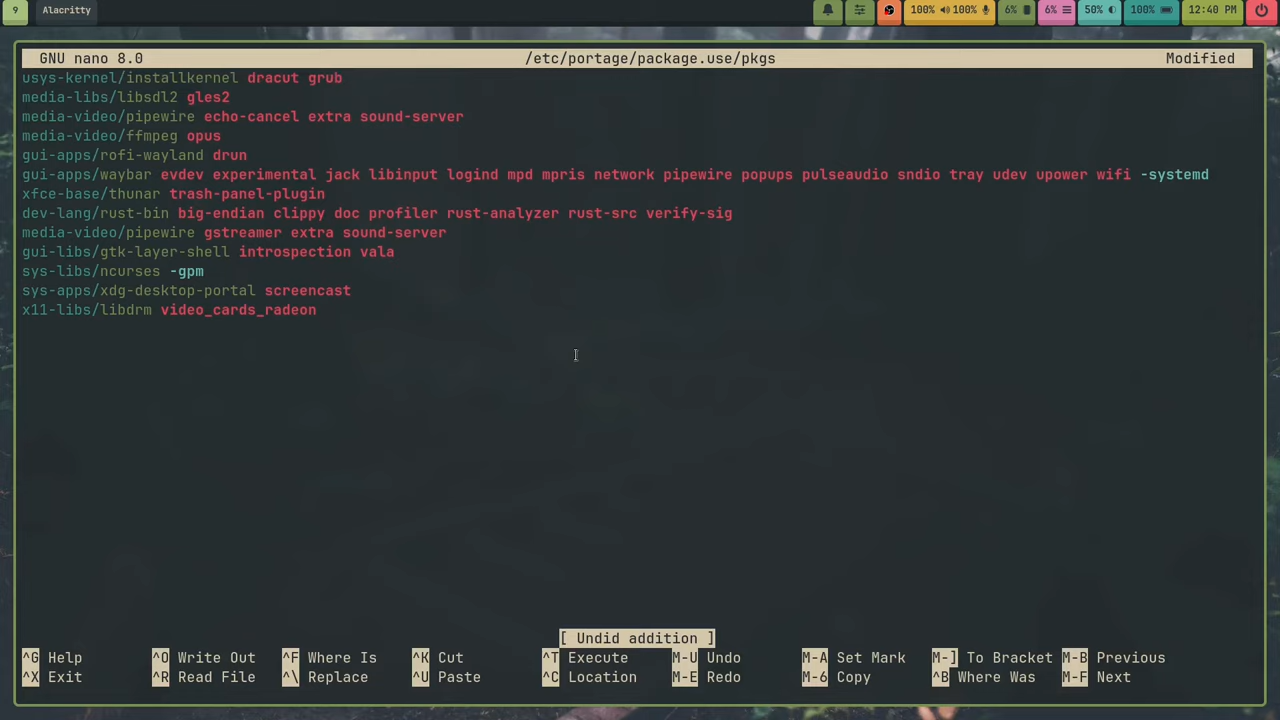 9 Alacritty 100% 100% 6% 6% 50% 100% 12:40 PM
GNU nano 8.0 /etc/portage/package.use/pkgs Modified
usys-kernel/installkernel dracut grub
media-libs/libsdl2 gles2
media-video/pipewire echo-cancel extra sound-server
media-video/ffmpeg opus
gui-apps/rofi-wayland drun
gui-apps/waybar evdev experimental jack libinput logind mpd mpris network pipewire popups pulseaudio sndio tray udev upower wifi -systemd
xfce-base/thunar trash-panel-plugin
dev-lang/rust-bin big-endian clippy doc profiler rust-analyzer rust-src verify-sig
media-video/pipewire gstreamer extra sound-server
gui-libs/gtk-layer-shell introspection vala
sys-libs/ncurses -gpm
sys-apps/xdg-desktop-portal screencast
x11-libs/libdrm video_cards_radeon
[ Undid addition ]
^G Help ^O Write Out ^F Where Is ^K Cut ^T Execute M-U Undo M-A Set Mark M-] To Bracket M-B Previous
^X Exit ^R Read File ^\ Replace ^U Paste ^C Location M-E Redo M-6 Copy ^B Where Was M-F Next